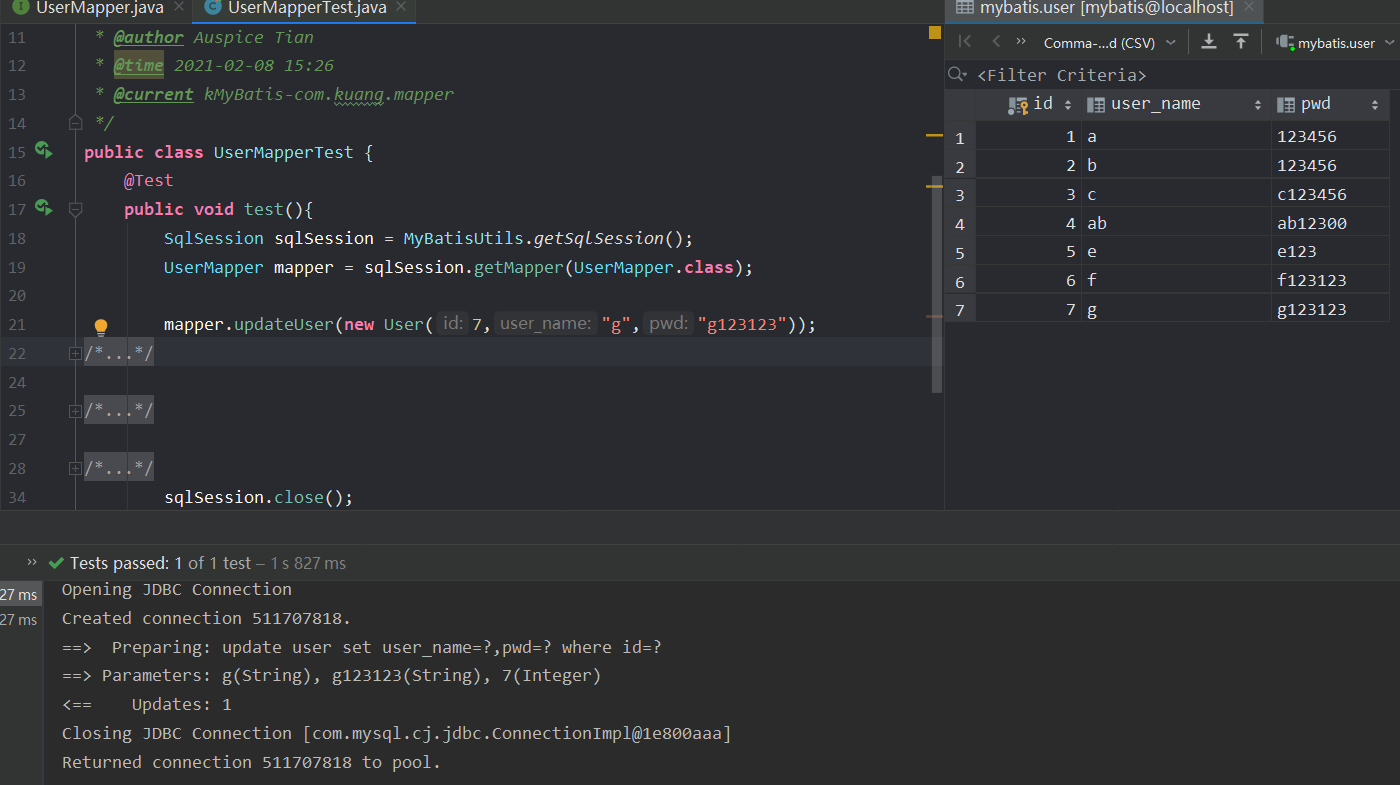 UserMapper.java × UserMapperTest.java ×
11 * @author Auspice Tian
12 * @time 2021-02-08 15:26
13 * @current kMyBatis-com.kuang.mapper
14 */
15 public class UserMapperTest {
16 @Test
17 public void test(){
18 SqlSession sqlSession = MyBatisUtils.getSqlSession();
19 UserMapper mapper = sqlSession.getMapper(UserMapper.class);
20
21 mapper.updateUser(new User( id: 7, user_name: "g", pwd: "g123123"));
22 /*...*/
24
25 /*...*/
27
28 /*...*/
34 sqlSession.close();
mybatis.user [mybatis@localhost] ×
Comma-...d (CSV) mybatis.user
<Filter Criteria>
id user_name pwd
1 1 a 123456
2 2 b 123456
3 3 c c123456
4 4 ab ab12300
5 5 e e123
6 6 f f123123
7 7 g g123123
Tests passed: 1 of 1 test – 1 s 827 ms
27 ms
27 ms
Opening JDBC Connection
Created connection 511707818.
==>  Preparing: update user set user_name=?,pwd=? where id=?
==> Parameters: g(String), g123123(String), 7(Integer)
<==    Updates: 1
Closing JDBC Connection [com.mysql.cj.jdbc.ConnectionImpl@1e800aaa]
Returned connection 511707818 to pool.